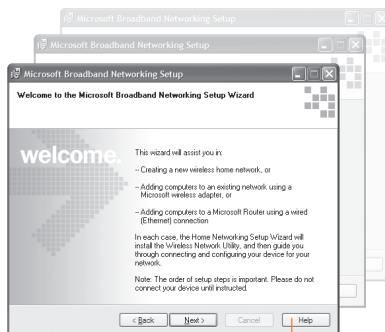 Microsoft Broadband Networking Setup
Microsoft Broadband Networking Setup
Microsoft Broadband Networking Setup
Welcome to the Microsoft Broadband Networking Setup Wizard
welcome.
This wizard will assist you in:
-- Creating a new wireless home network, or
-- Adding computers to an existing network using a
Microsoft wireless adapter, or
-- Adding computers to a Microsoft Router using a wired
(Ethernet) connection
In each case, the Home Networking Setup Wizard will
install the Wireless Network Utility, and then guide you
through connecting and configuring your device for your
network.
Note: The order of setup steps is important. Please do not
connect your device until instructed.
< Back Next > Cancel Help